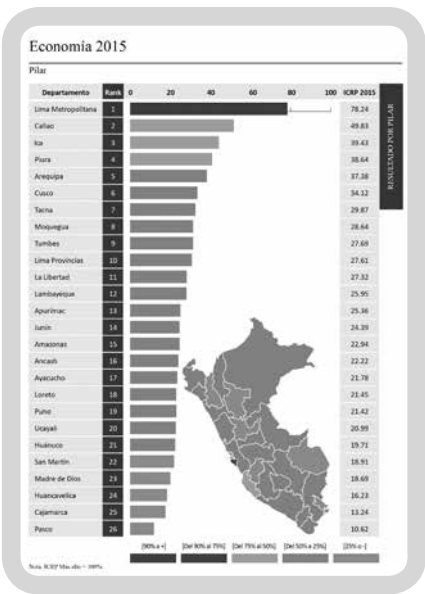 Economía 2015
Pilar
Departamento Rank 0 20 40 60 80 100 ICRP 2015
Lima Metropolitana 1 78.24
Callao 2 49.83
Ica 3 39.43
Piura 4 38.64
Arequipa 5 37.38
Cusco 6 34.12
Tacna 7 29.87
Moquegua 8 28.64
Tumbes 9 27.69
Lima Provincias 10 27.61
La Libertad 11 27.32
Lambayeque 12 25.95
Apurímac 13 25.36
Junín 14 24.39
Amazonas 15 22.94
Ancash 16 22.22
Ayacucho 17 21.78
Loreto 18 21.45
Puno 19 21.42
Ucayali 20 20.99
Huánuco 21 19.71
San Martín 22 18.91
Madre de Dios 23 18.69
Huancavelica 24 16.23
Cajamarca 25 13.24
Pasco 26 10.62
RESULTADO POR PILAR
[90% a +] [Del 90% al 75%] [Del 75% al 50%] [Del 50% a 25%] [25% a -]
Nota. ICRP Más alto = 100%